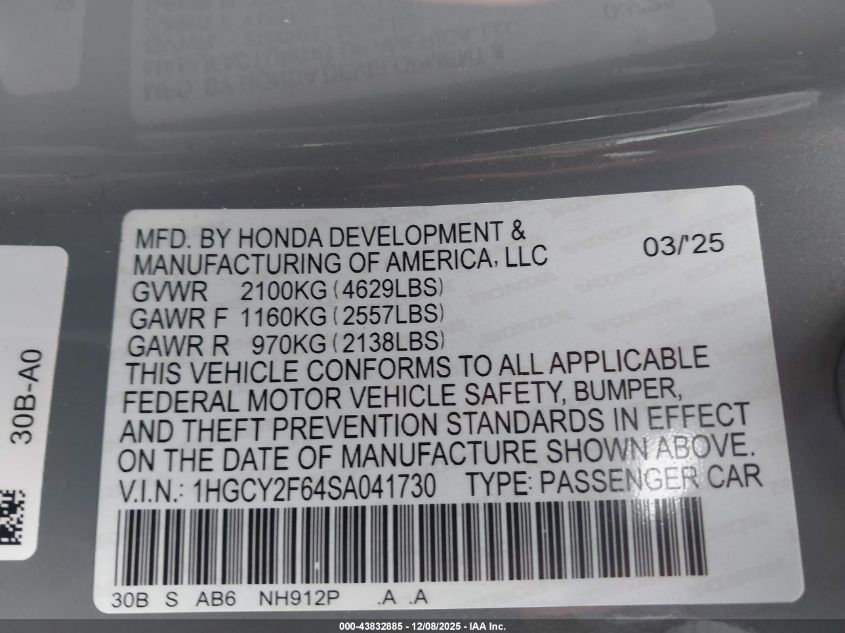 MFD. BY HONDA DEVELOPMENT &
MANUFACTURING OF AMERICA, LLC 03/'25
GVWR 2100KG (4629LBS)
GAWR F 1160KG (2557LBS)
GAWR R 970KG (2138LBS)
THIS VEHICLE CONFORMS TO ALL APPLICABLE
FEDERAL MOTOR VEHICLE SAFETY, BUMPER,
AND THEFT PREVENTION STANDARDS IN EFFECT
ON THE DATE OF MANUFACTURE SHOWN ABOVE.
V.I.N.: 1HGCY2F64SA041730 TYPE: PASSENGER CAR
30B S AB6 NH912P .A .A
30B-A0
000-43832885 - 12/08/2025 - IAA Inc.